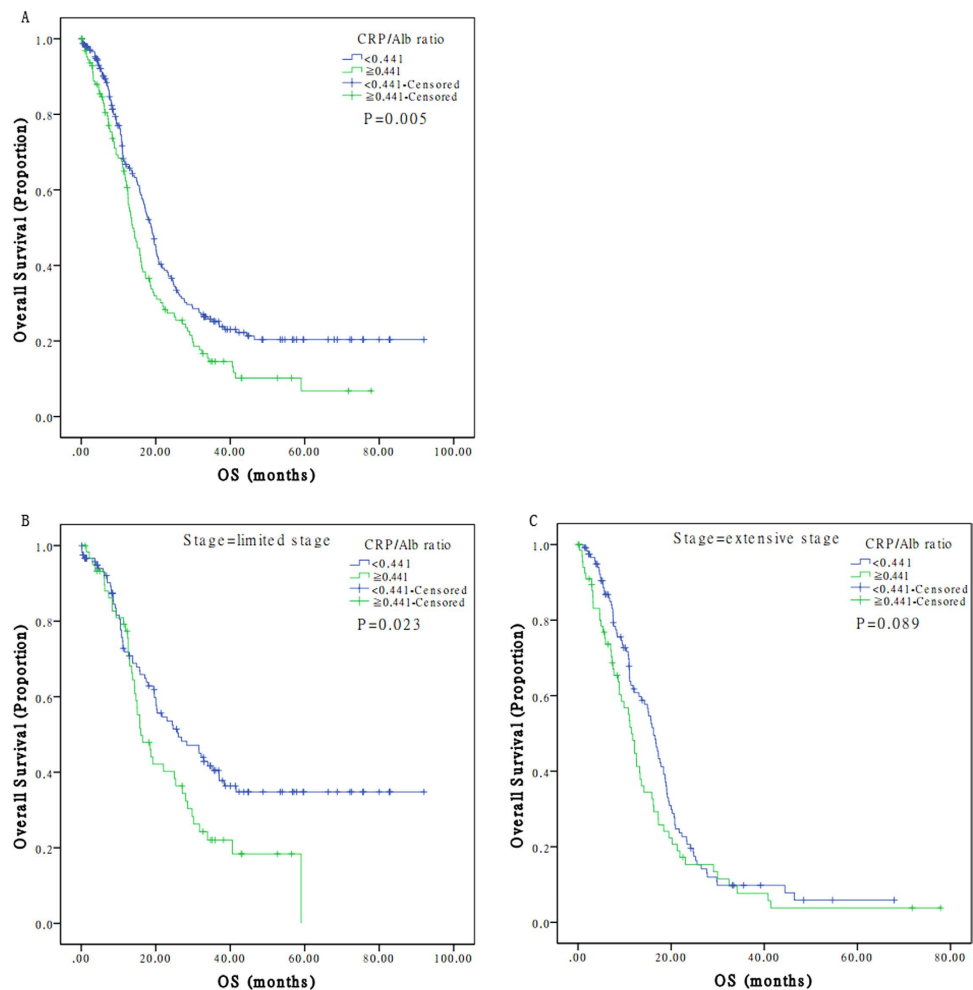 A
CRP/Alb ratio
<0.441
≧0.441
<0.441-Censored
≧0.441-Censored
P=0.005
Overall Survival (Proportion)
1.0
0.8
0.6
0.4
0.2
0.0
.00 20.00 40.00 60.00 80.00 100.00
OS (months)
B
Stage=limited stage
CRP/Alb ratio
<0.441
≧0.441
<0.441-Censored
≧0.441-Censored
P=0.023
Overall Survival (Proportion)
1.0
0.8
0.6
0.4
0.2
0.0
.00 20.00 40.00 60.00 80.00 100.00
OS (months)
C
Stage=extensive stage
CRP/Alb ratio
<0.441
≧0.441
<0.441-Censored
≧0.441-Censored
P=0.089
Overall Survival (Proportion)
1.0
0.8
0.6
0.4
0.2
0.0
.00 20.00 40.00 60.00 80.00
OS (months)